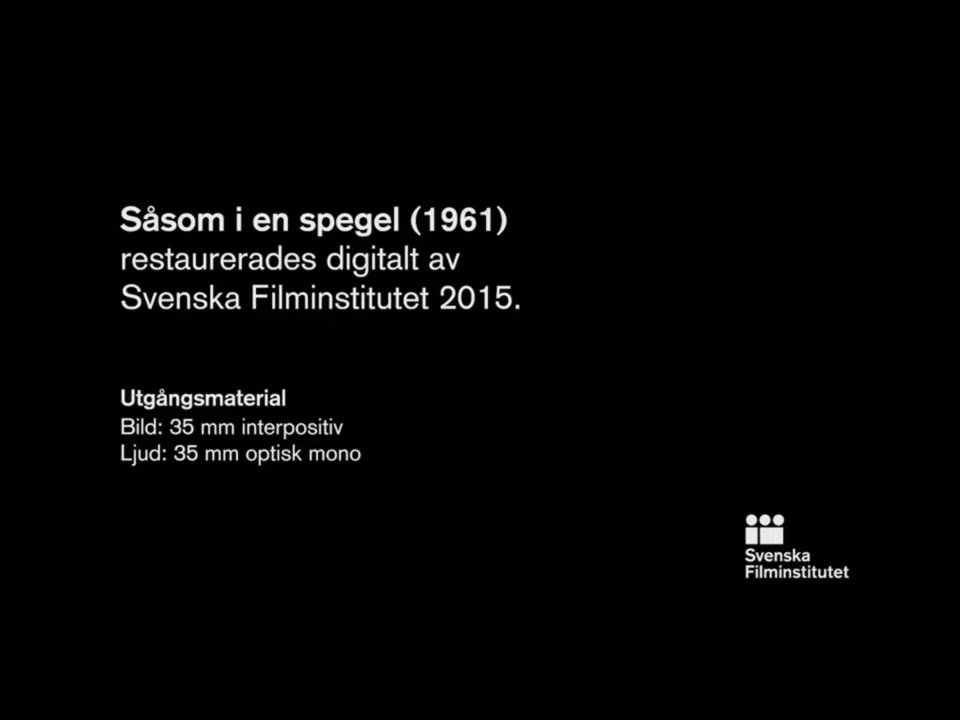 Såsom i en spegel (1961)
restaurerades digitalt av
Svenska Filminstitutet 2015.
Utgångsmaterial
Bild: 35 mm interpositiv
Ljud: 35 mm optisk mono
Svenska
Filminstitutet